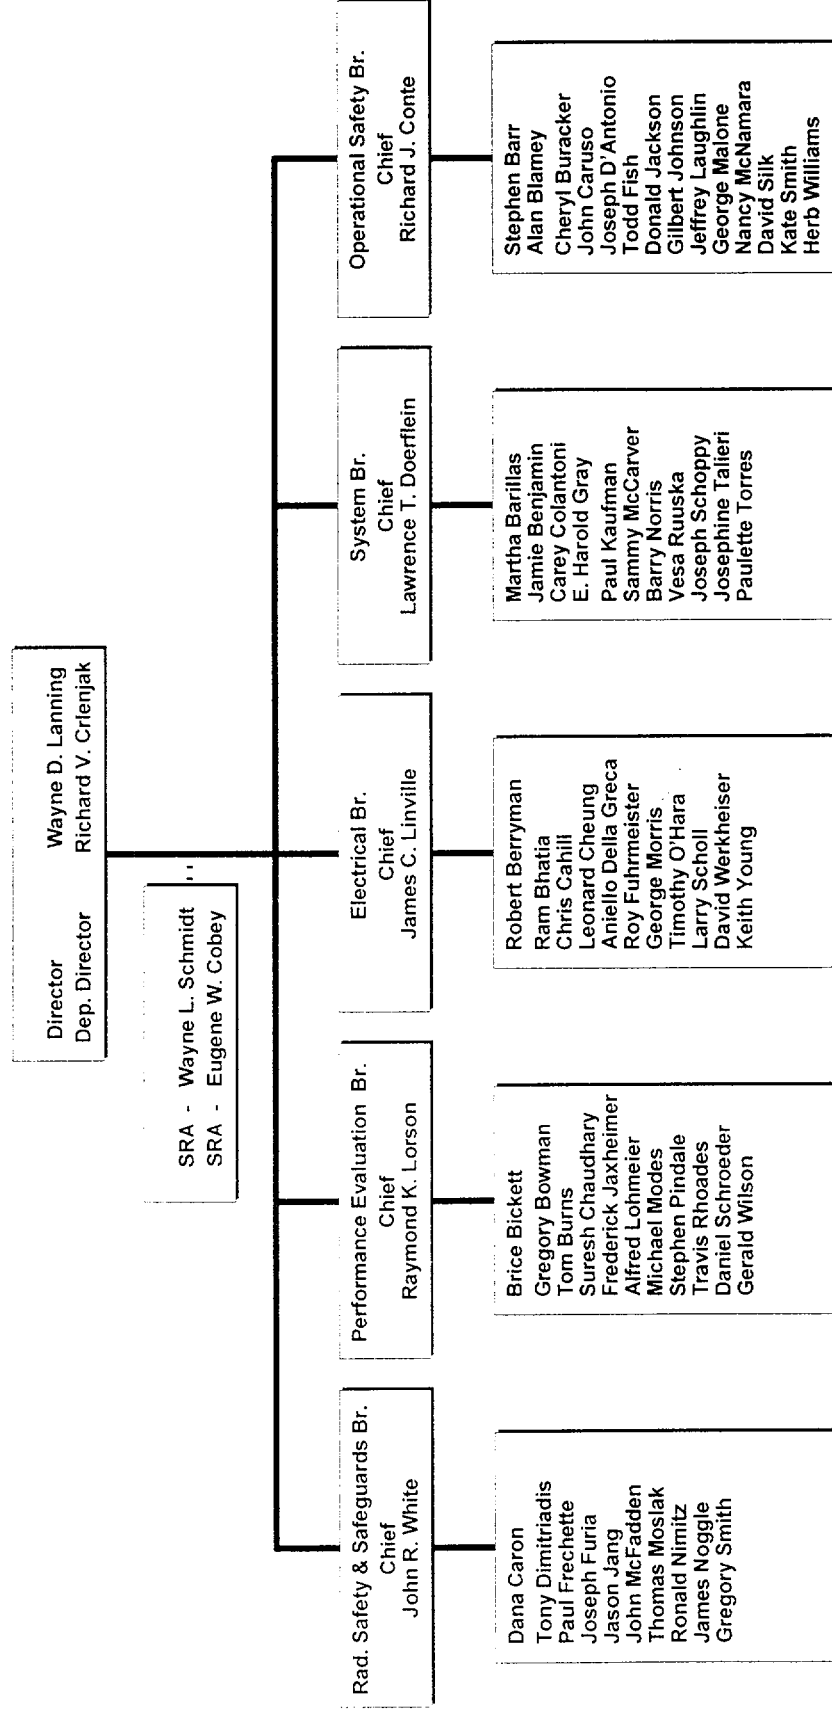 Director Wayne D. Lanning
Dep. Director Richard V. Crlenjak
SRA - Wayne L. Schmidt
SRA - Eugene W. Cobey
Rad. Safety & Safeguards Br.
Chief
John R. White
Dana Caron
Tony Dimitriadis
Paul Frechette
Joseph Furia
Jason Jang
John McFadden
Thomas Moslak
Ronald Nimitz
James Noggle
Gregory Smith
Performance Evaluation Br.
Chief
Raymond K. Lorson
Brice Bickett
Gregory Bowman
Tom Burns
Suresh Chaudhary
Frederick Jaxheimer
Alfred Lohmeier
Michael Modes
Stephen Pindale
Travis Rhoades
Daniel Schroeder
Gerald Wilson
Electrical Br.
Chief
James C. Linville
Robert Berryman
Ram Bhatia
Chris Cahill
Leonard Cheung
Aniello Della Greca
Roy Fuhrmeister
George Morris
Timothy O'Hara
Larry Scholl
David Werkheiser
Keith Young
System Br.
Chief
Lawrence T. Doerflein
Martha Barillas
Jamie Benjamin
Carey Colantoni
E. Harold Gray
Paul Kaufman
Sammy McCarver
Barry Norris
Vesa Ruuska
Joseph Schoppy
Josephine Talieri
Paulette Torres
Operational Safety Br.
Chief
Richard J. Conte
Stephen Barr
Alan Blamey
Cheryl Buracker
John Caruso
Joseph D'Antonio
Todd Fish
Donald Jackson
Gilbert Johnson
Jeffrey Laughlin
George Malone
Nancy McNamara
David Silk
Kate Smith
Herb Williams